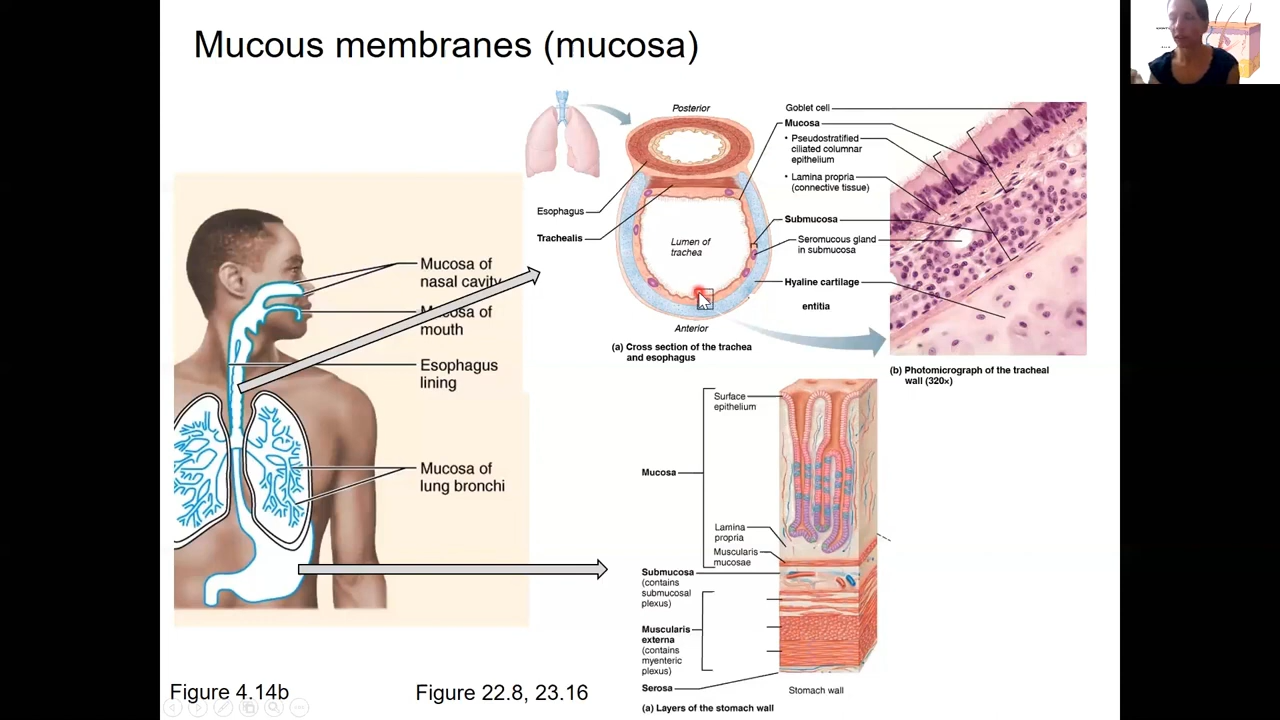 Mucous membranes (mucosa)
Mucosa of
nasal cavity
Mucosa of
mouth
Esophagus
lining
Mucosa of
lung bronchi
Figure 4.14b
Figure 22.8, 23.16
Posterior
Esophagus
Trachealis
Lumen of
trachea
Anterior
(a) Cross section of the trachea
and esophagus
Goblet cell
Mucosa
• Pseudostratified
ciliated columnar
epithelium
• Lamina propria
(connective tissue)
Submucosa
Seromucous gland
in submucosa
Hyaline cartilage
entitia
(b) Photomicrograph of the tracheal
wall (320×)
Surface
epithelium
Mucosa
Lamina
propria
Muscularis
mucosae
Submucosa
(contains
submucosal
plexus)
Muscularis
externa
(contains
myenteric
plexus)
Serosa
Stomach wall
(a) Layers of the stomach wall